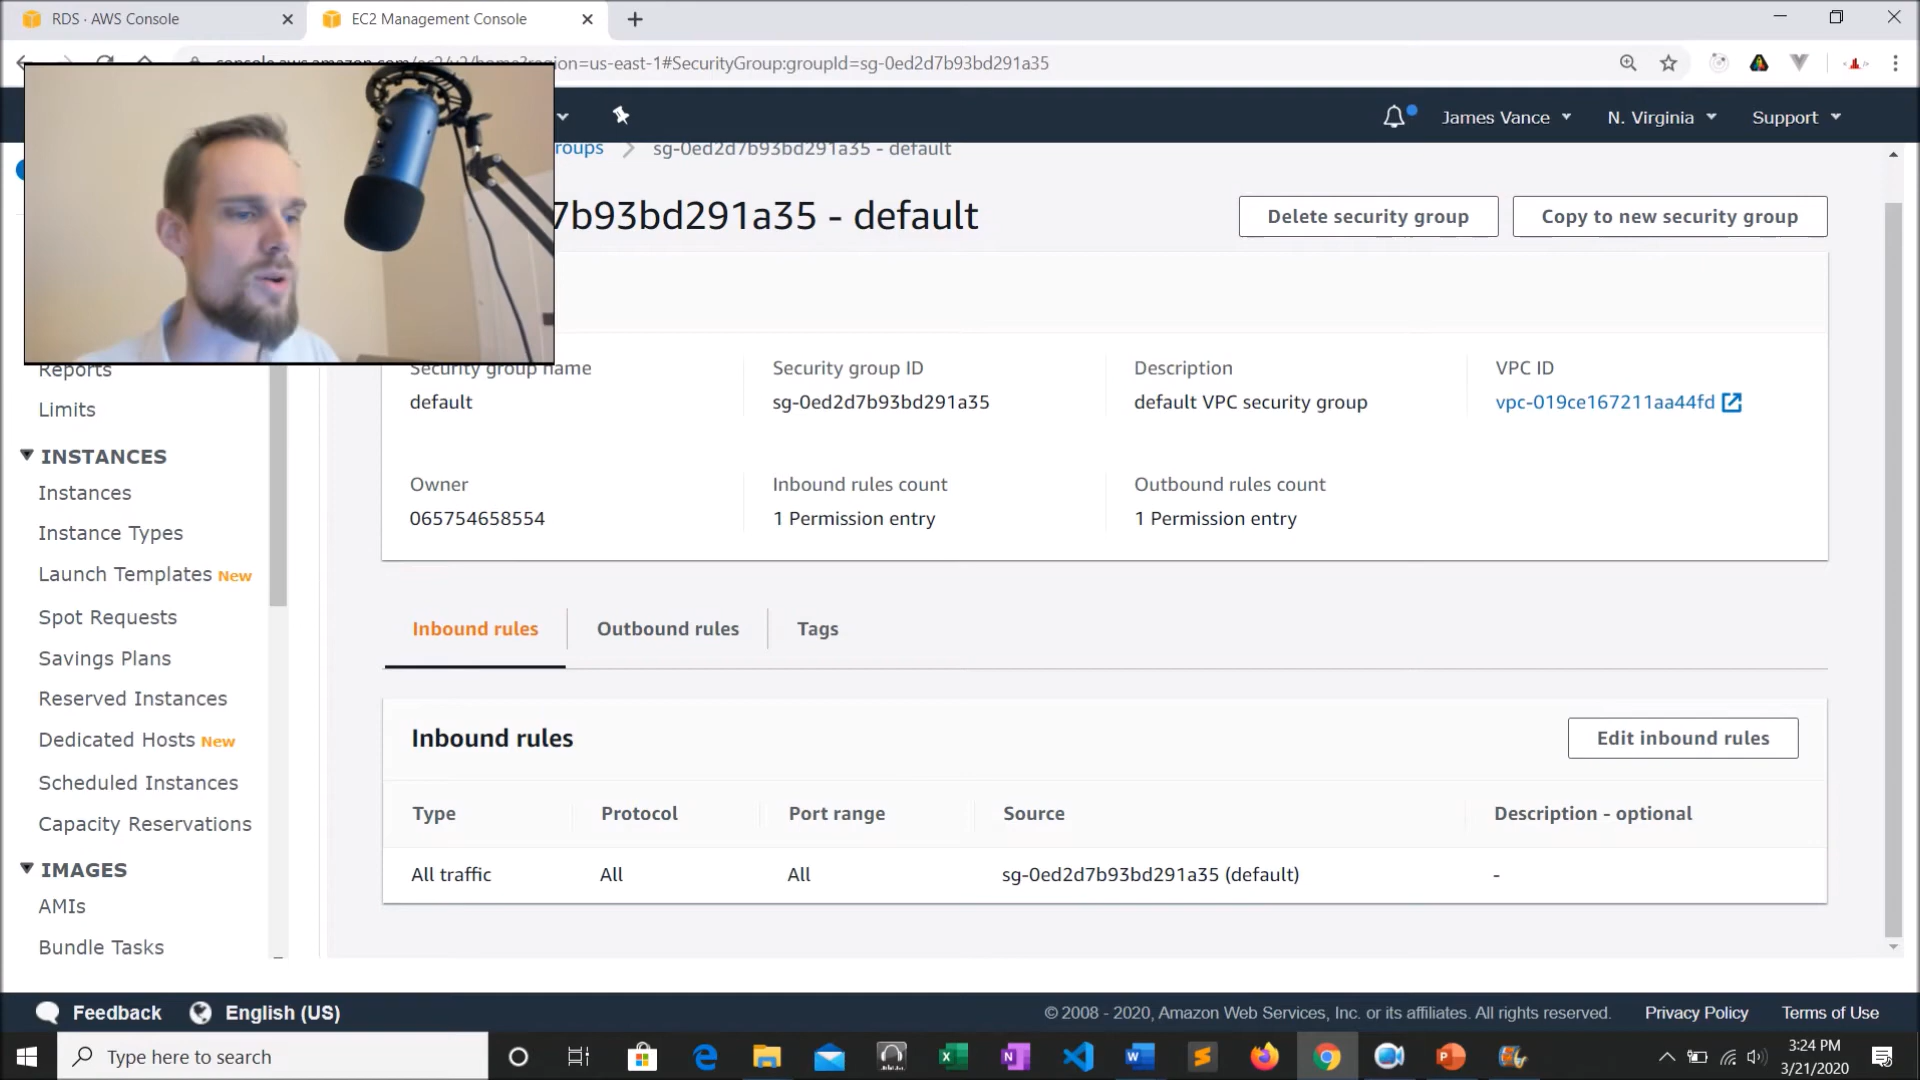 RDS · AWS Console
EC2 Management Console
=us-east-1#SecurityGroup:groupId=sg-0ed2d7b93bd291a35
James Vance
N. Virginia
Support
roups > sg-0ed2d7b93bd291a35 - default
7b93bd291a35 - default
Delete security group
Copy to new security group
Reports
Limits
INSTANCES
Instances
Instance Types
Launch Templates New
Spot Requests
Savings Plans
Reserved Instances
Dedicated Hosts New
Scheduled Instances
Capacity Reservations
IMAGES
AMIs
Bundle Tasks
Security group name
default
Security group ID
sg-0ed2d7b93bd291a35
Description
default VPC security group
VPC ID
vpc-019ce167211aa44fd
Owner
065754658554
Inbound rules count
1 Permission entry
Outbound rules count
1 Permission entry
Inbound rules
Outbound rules
Tags
Inbound rules
Edit inbound rules
Type Protocol Port range Source Description - optional
All traffic All All sg-0ed2d7b93bd291a35 (default) -
Feedback
English (US)
© 2008 - 2020, Amazon Web Services, Inc. or its affiliates. All rights reserved.
Privacy Policy
Terms of Use
Type here to search
3:24 PM
3/21/2020